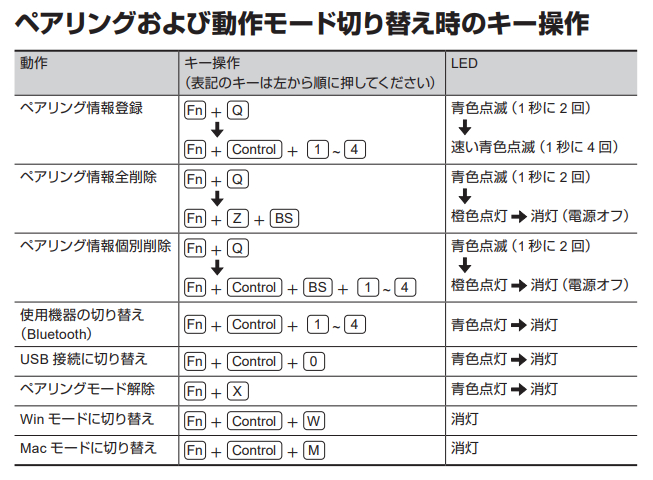 ペアリングおよび動作モード切り替え時のキー操作
動作 キー操作 LED
（表記のキーは左から順に押してください）
ペアリング情報登録 Fn + Q 青色点滅（1秒に2回）
Fn + Control + 1 ~ 4 速い青色点滅（1秒に4回）
ペアリング情報全削除 Fn + Q 青色点滅（1秒に2回）
Fn + Z + BS 橙色点灯 消灯（電源オフ）
ペアリング情報個別削除 Fn + Q 青色点滅（1秒に2回）
Fn + Control + BS + 1 ~ 4 橙色点灯 消灯（電源オフ）
使用機器の切り替え
（Bluetooth） Fn + Control + 1 ~ 4 青色点灯 消灯
USB 接続に切り替え Fn + Control + 0 青色点灯 消灯
ペアリングモード解除 Fn + X 青色点灯 消灯
Win モードに切り替え Fn + Control + W 消灯
Mac モードに切り替え Fn + Control + M 消灯